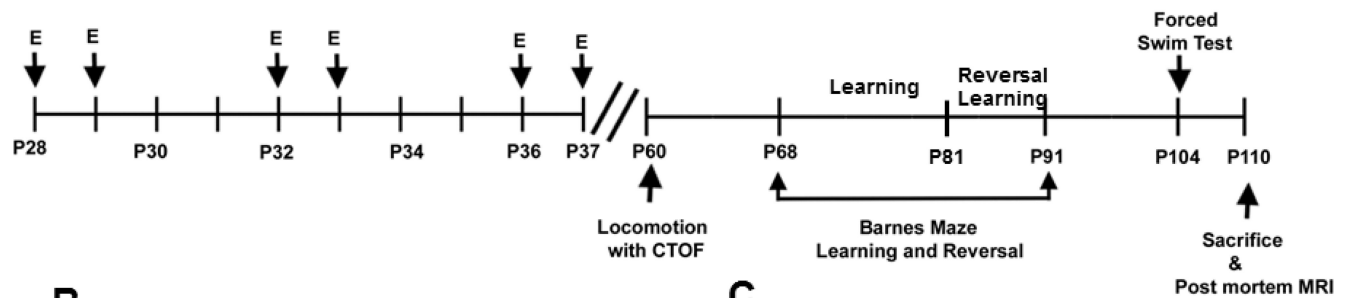 E E E E E E
Forced
Swim Test
Learning
Reversal
Learning
P28 P30 P32 P34 P36 P37 P60 P68 P81 P91 P104 P110
Locomotion
with CTOF
Barnes Maze
Learning and Reversal
Sacrifice
&
Post mortem MRI